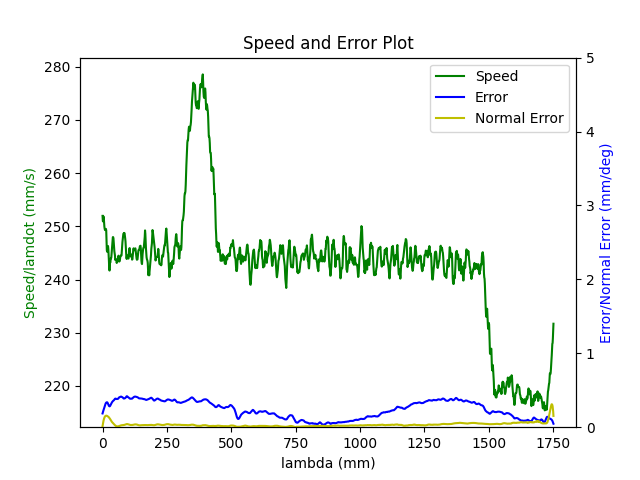 Speed and Error Plot
Speed
Error
Normal Error
280
270
260
250
240
230
220
Speed/lamdot (mm/s)
5
4
3
2
1
0
Error/Normal Error (mm/deg)
0 250 500 750 1000 1250 1500 1750
lambda (mm)